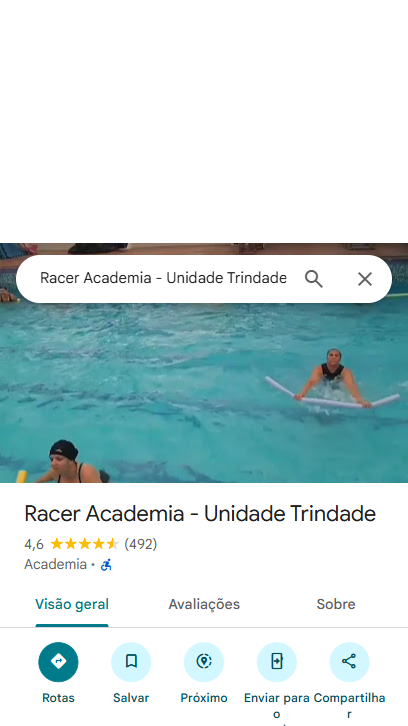 Racer Academia - Unidade Trindade
Racer Academia - Unidade Trindade
4,6 (492)
Academia •
Visão geral Avaliações Sobre
Rotas Salvar Próximo Enviar para Compartilha
o r